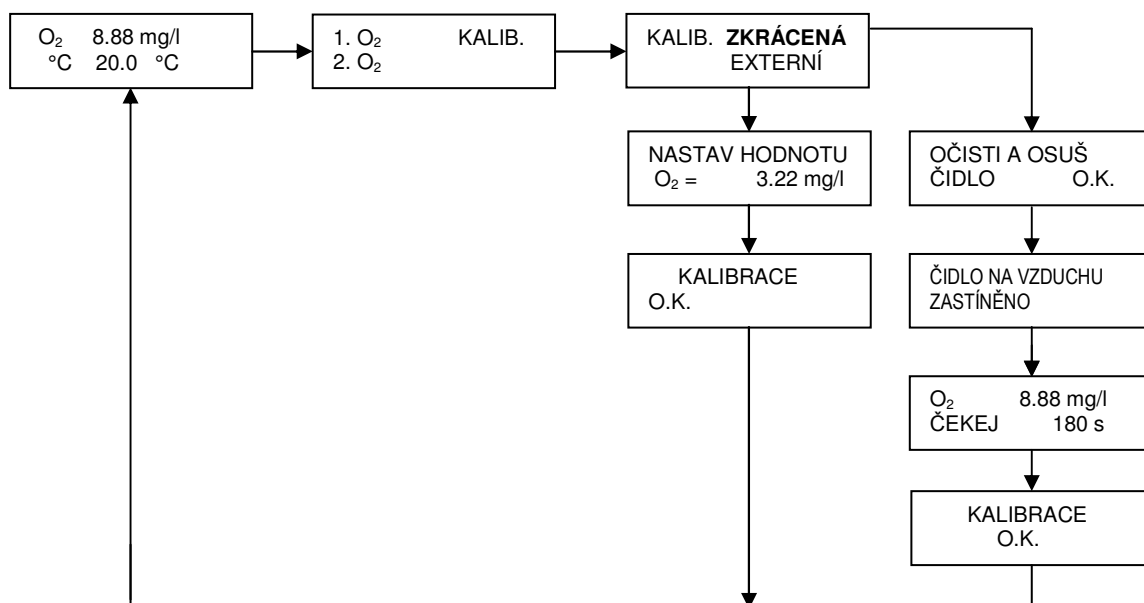 O₂ 8.88 mg/l
°C 20.0 °C
1. O₂ KALIB.
2. O₂
KALIB. ZKRÁCENÁ
EXTERNÍ
NASTAV HODNOTU
O₂ = 3.22 mg/l
KALIBRACE
O.K.
OČISTI A OSUŠ
ČIDLO O.K.
ČIDLO NA VZDUCHU
ZASTÍNĚNO
O₂ 8.88 mg/l
ČEKEJ 180 s
KALIBRACE
O.K.